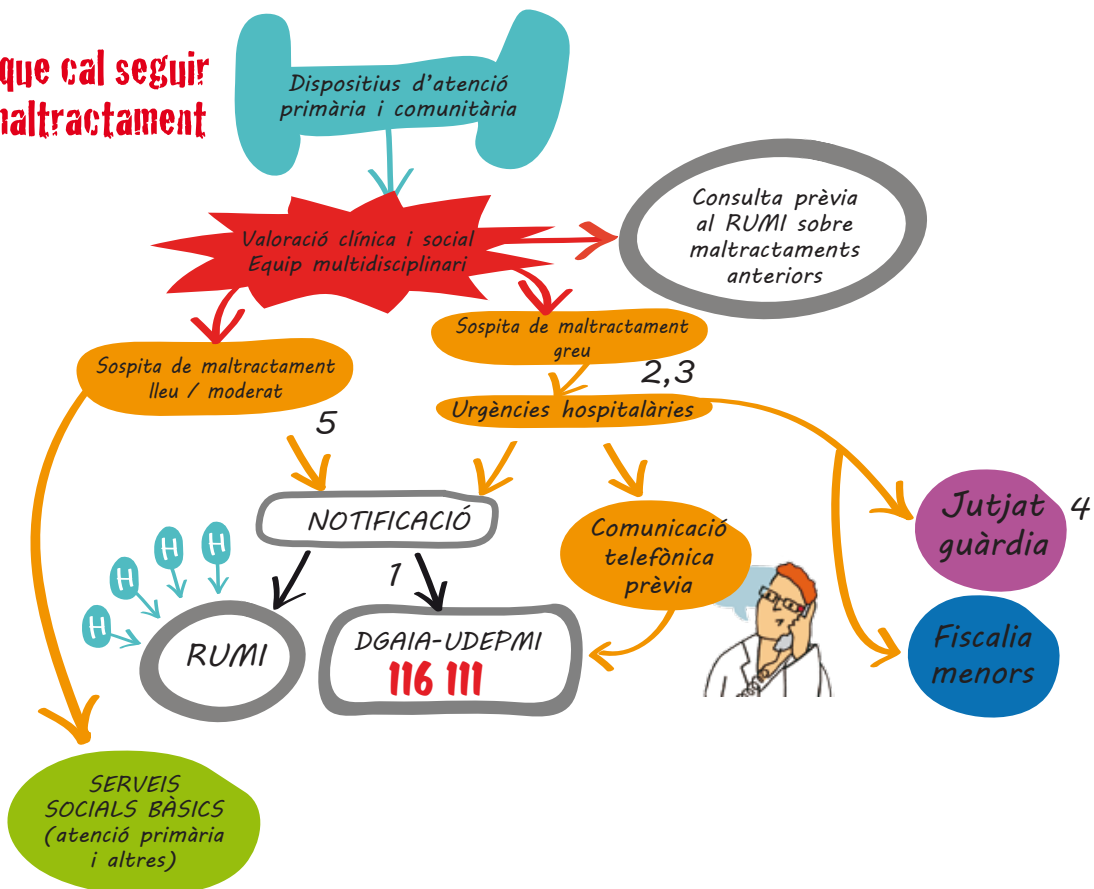 que cal seguir
maltractament
Dispositius d'atenció
primària i comunitària
Valoració clínica i social
Equip multidisciplinari
Consulta prèvia
al RUMI sobre
maltractaments
anteriors
Sospita de maltractament
greu
2,3
Sospita de maltractament
lleu / moderat
Urgències hospitalàries
5
NOTIFICACIÓ
Comunicació
telefònica
prèvia
Jutjat
guàrdia
4
H
H
H
H
1
RUMI
DGAIA-UDEPMI
116 111
Fiscalia
menors
SERVEIS
SOCIALS BÀSICS
(atenció primària
i altres)